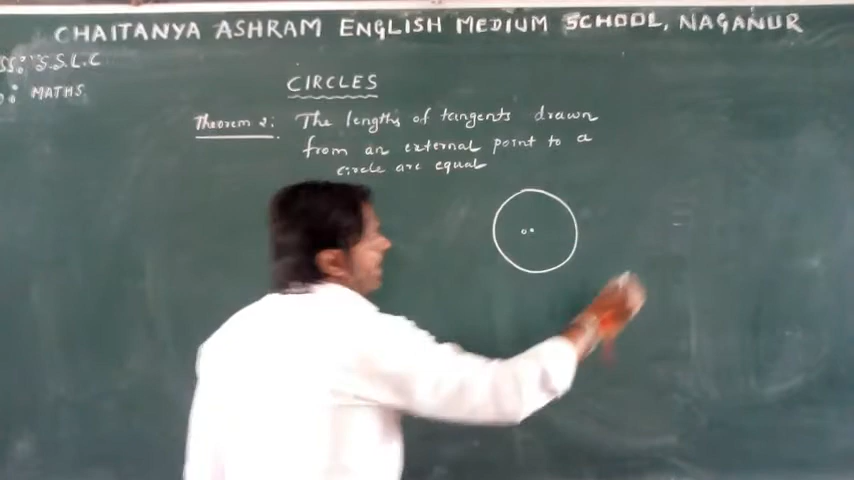 CHAITANYA ASHRAM ENGLISH MEDIUM SCHOOL, NAGANUR
SS: S.S.L.C
: MATHS
CIRCLES
Theorem 2: The lengths of tangents drawn
from an external point to a
circle are equal
O